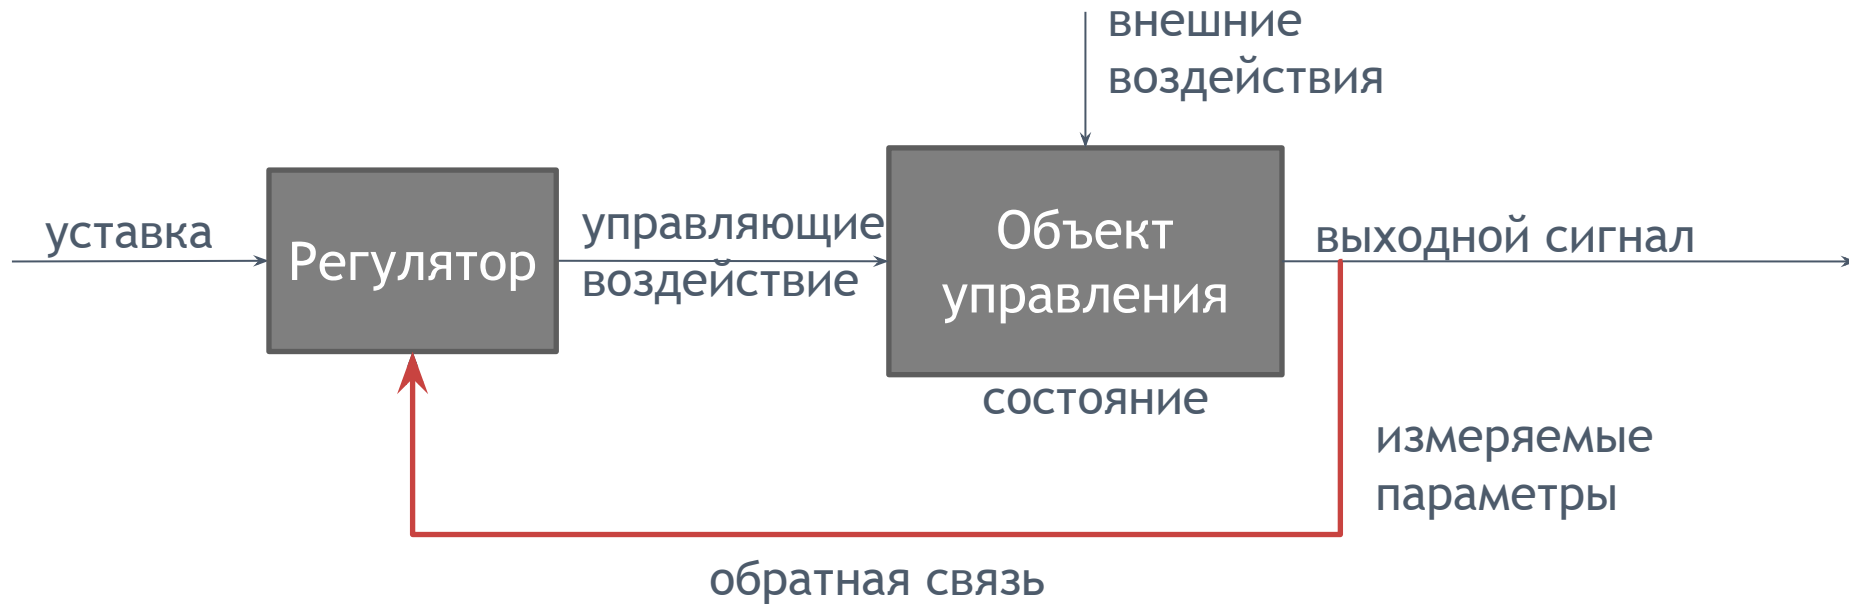 внешние
воздействия
уставка
Регулятор
управляющие
воздействие
Объект
управления
выходной сигнал
состояние
измеряемые
параметры
обратная связь